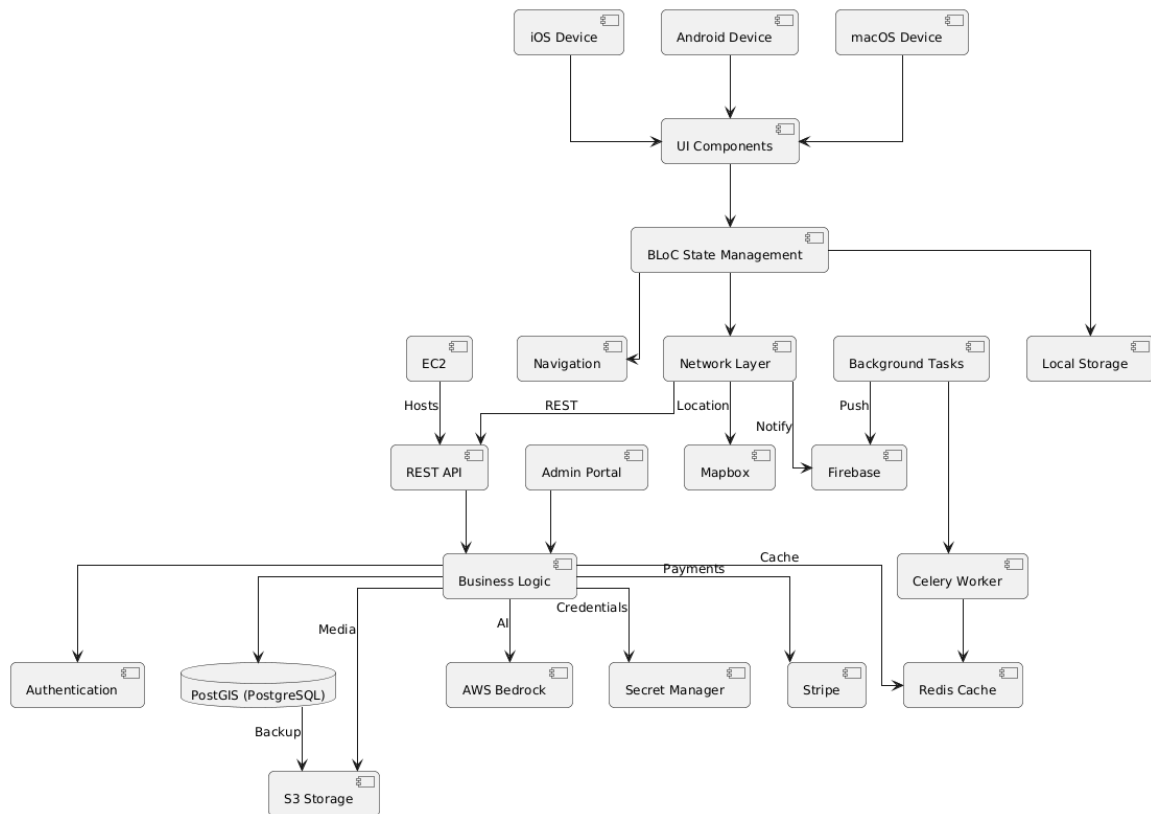 iOS Device
Android Device
macOS Device
UI Components
BLoC State Management
EC2
Navigation
Network Layer
Background Tasks
Local Storage
Hosts
REST
Location
Push
Notify
REST API
Admin Portal
Mapbox
Firebase
Cache
Payments
Business Logic
Celery Worker
Credentials
AI
Media
Authentication
PostGIS (PostgreSQL)
AWS Bedrock
Secret Manager
Stripe
Redis Cache
Backup
S3 Storage